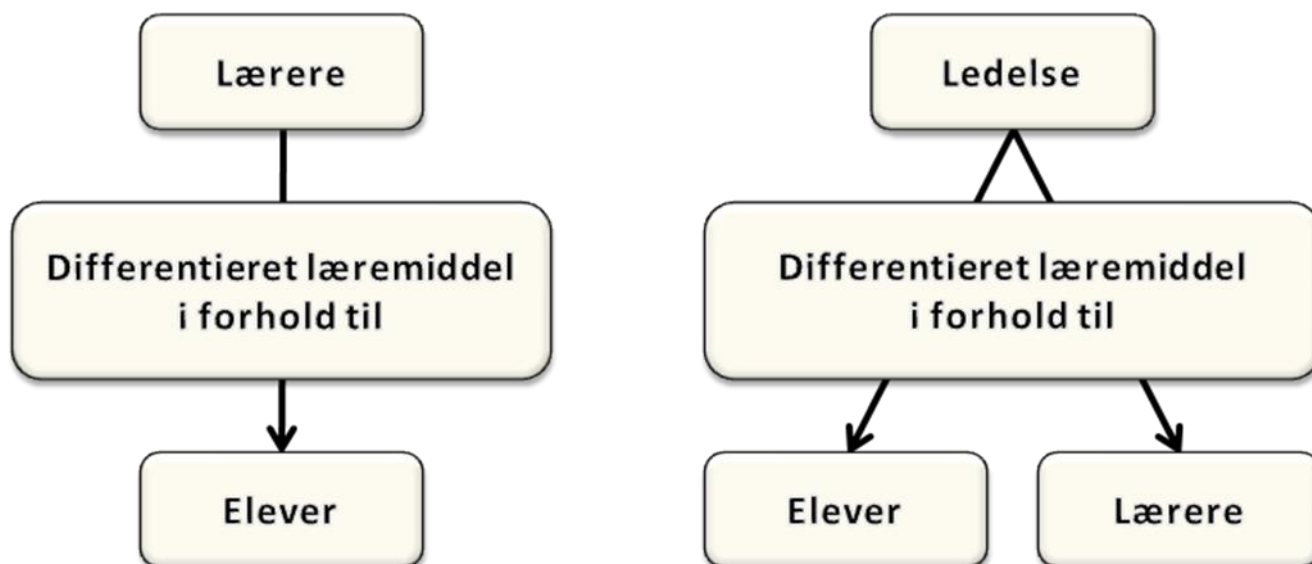 Lærere
Differentieret læremiddel
i forhold til
Elever
Ledelse
Differentieret læremiddel
i forhold til
Elever
Lærere